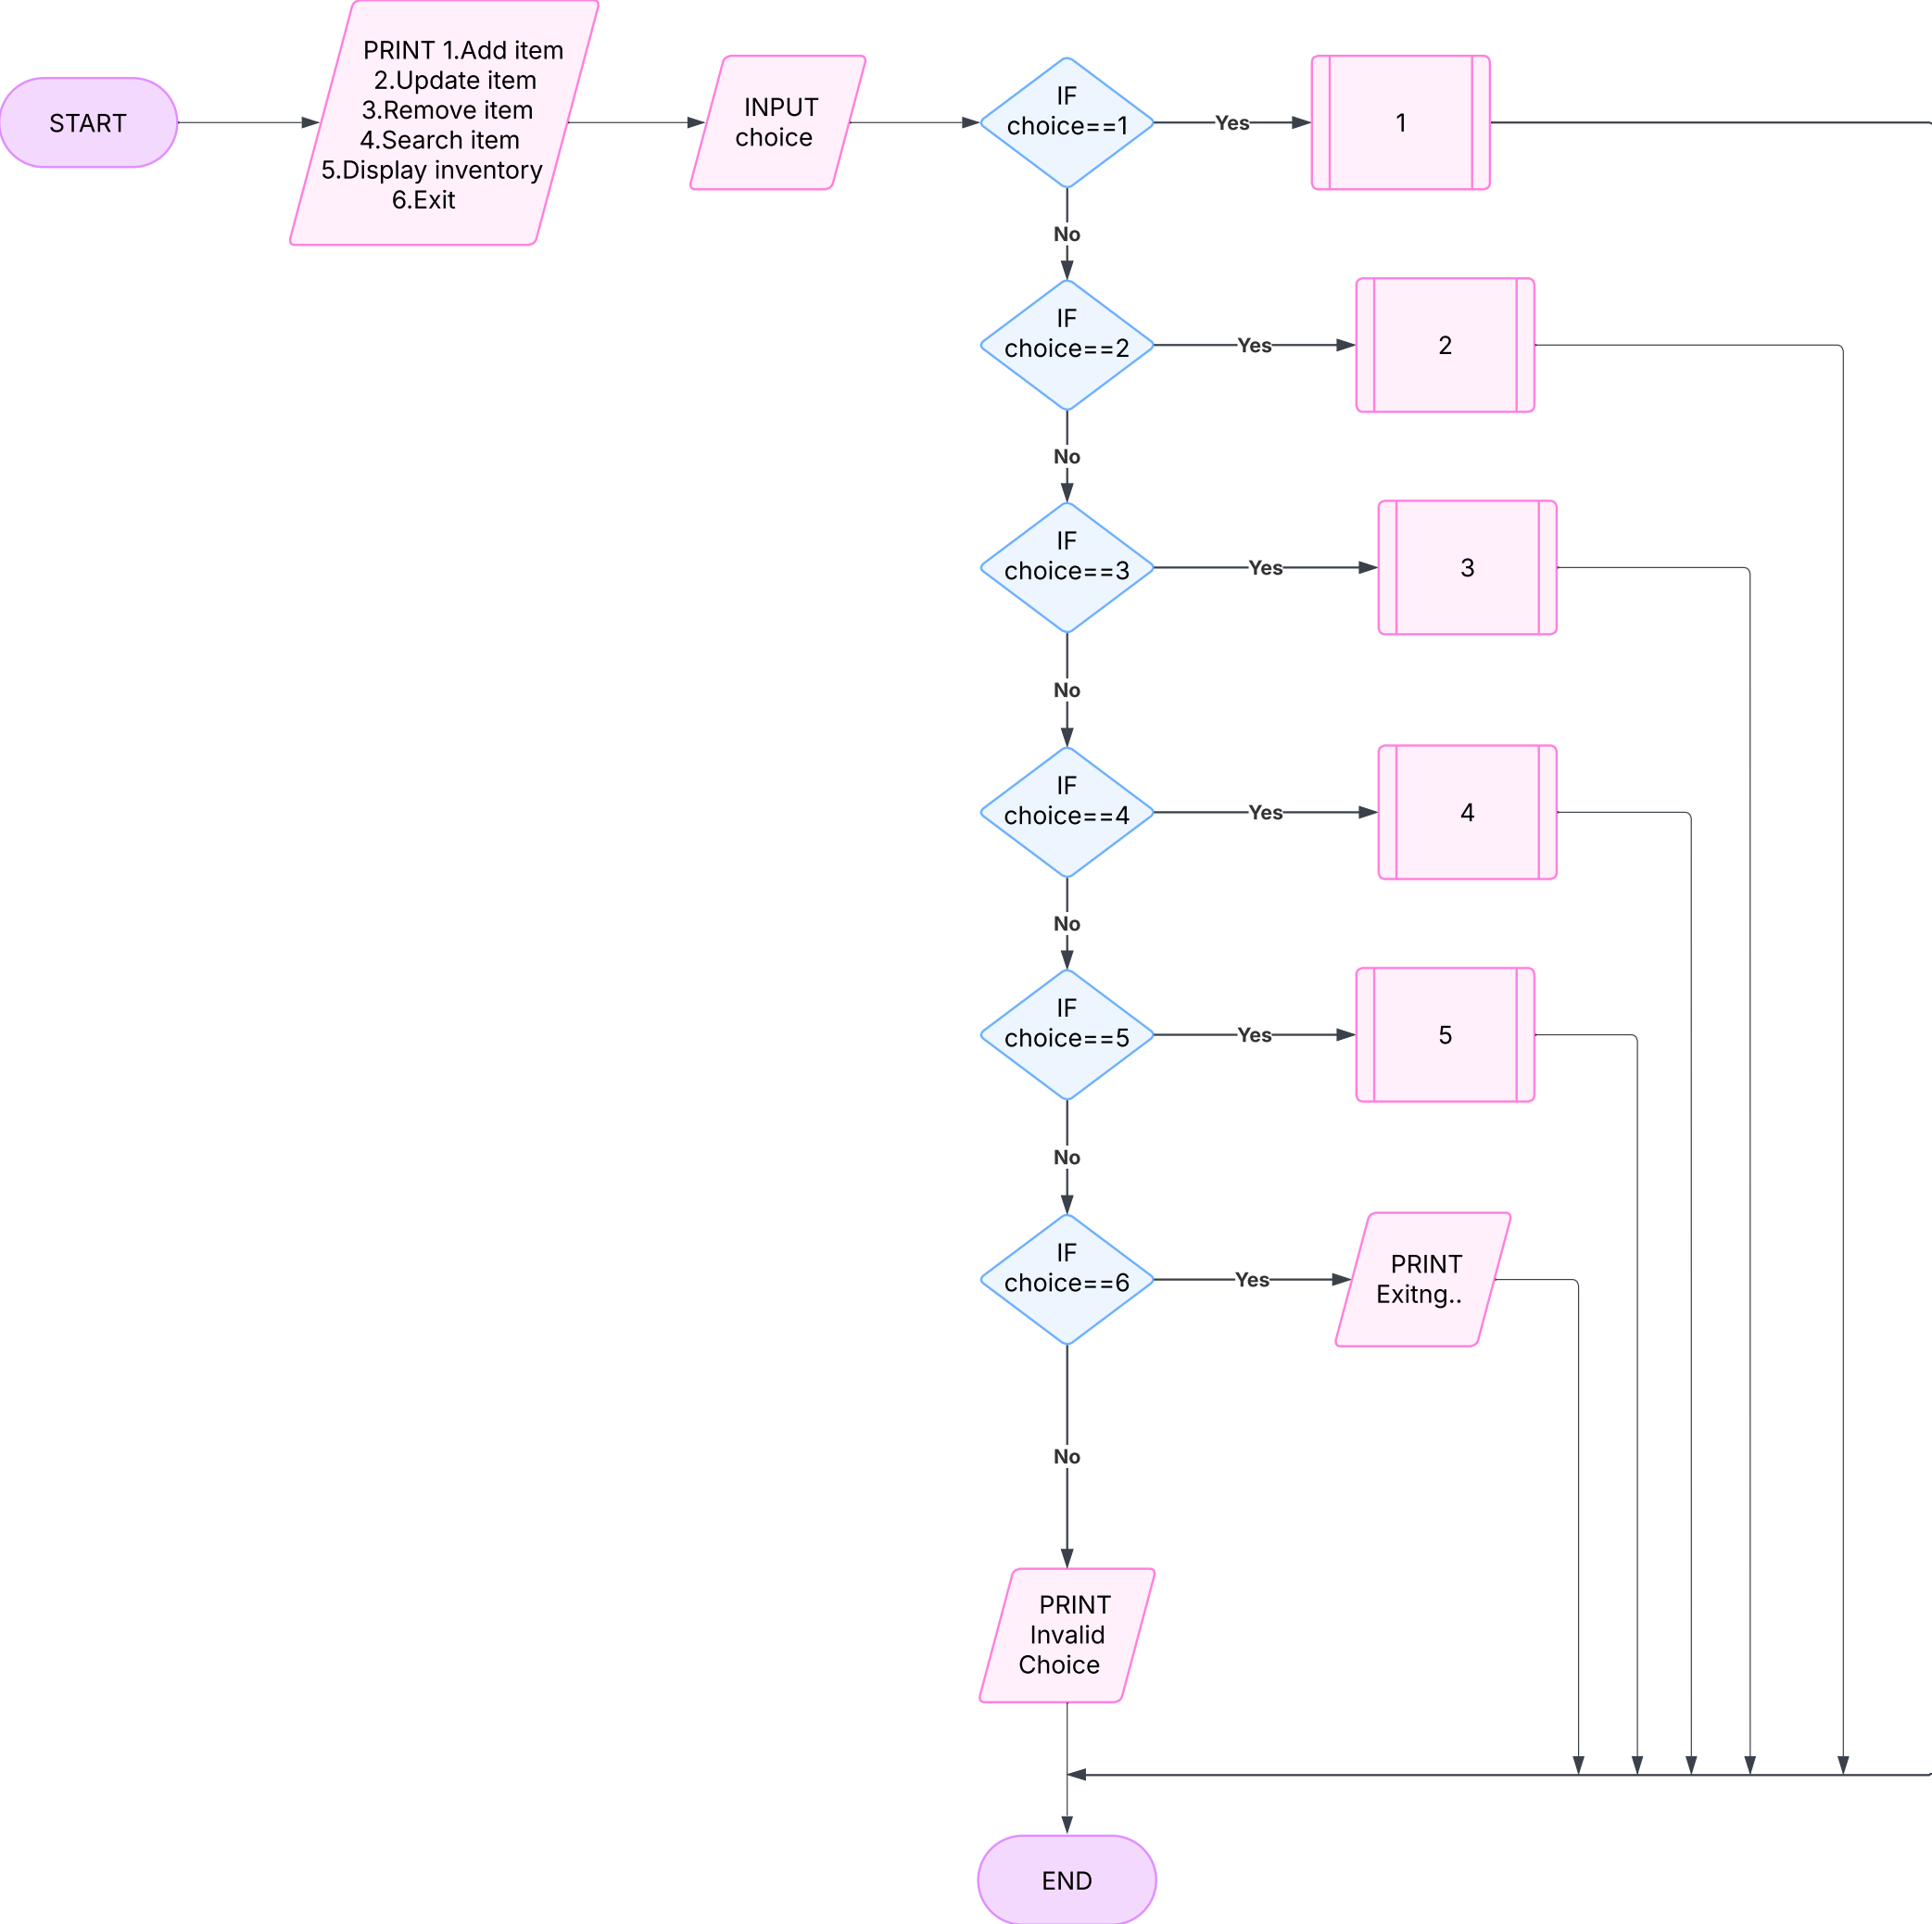 START
PRINT 1.Add item
2.Update item
3.Remove item
4.Search item
5.Display inventory
6.Exit
INPUT
choice
IF
choice==1
Yes
1
No
IF
choice==2
Yes
2
No
IF
choice==3
Yes
3
No
IF
choice==4
Yes
4
No
IF
choice==5
Yes
5
No
IF
choice==6
Yes
PRINT
Exitng..
No
PRINT
Invalid
Choice
END